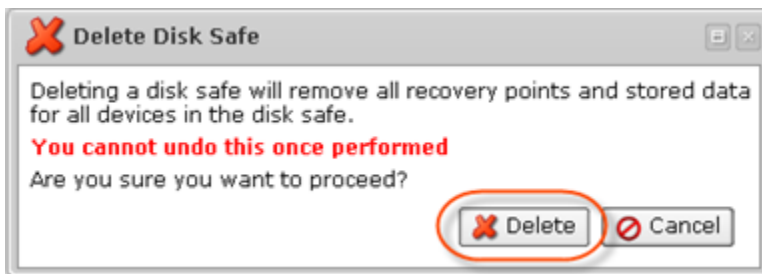 Delete Disk Safe
Deleting a disk safe will remove all recovery points and stored data
for all devices in the disk safe.
You cannot undo this once performed
Are you sure you want to proceed?
Delete Cancel